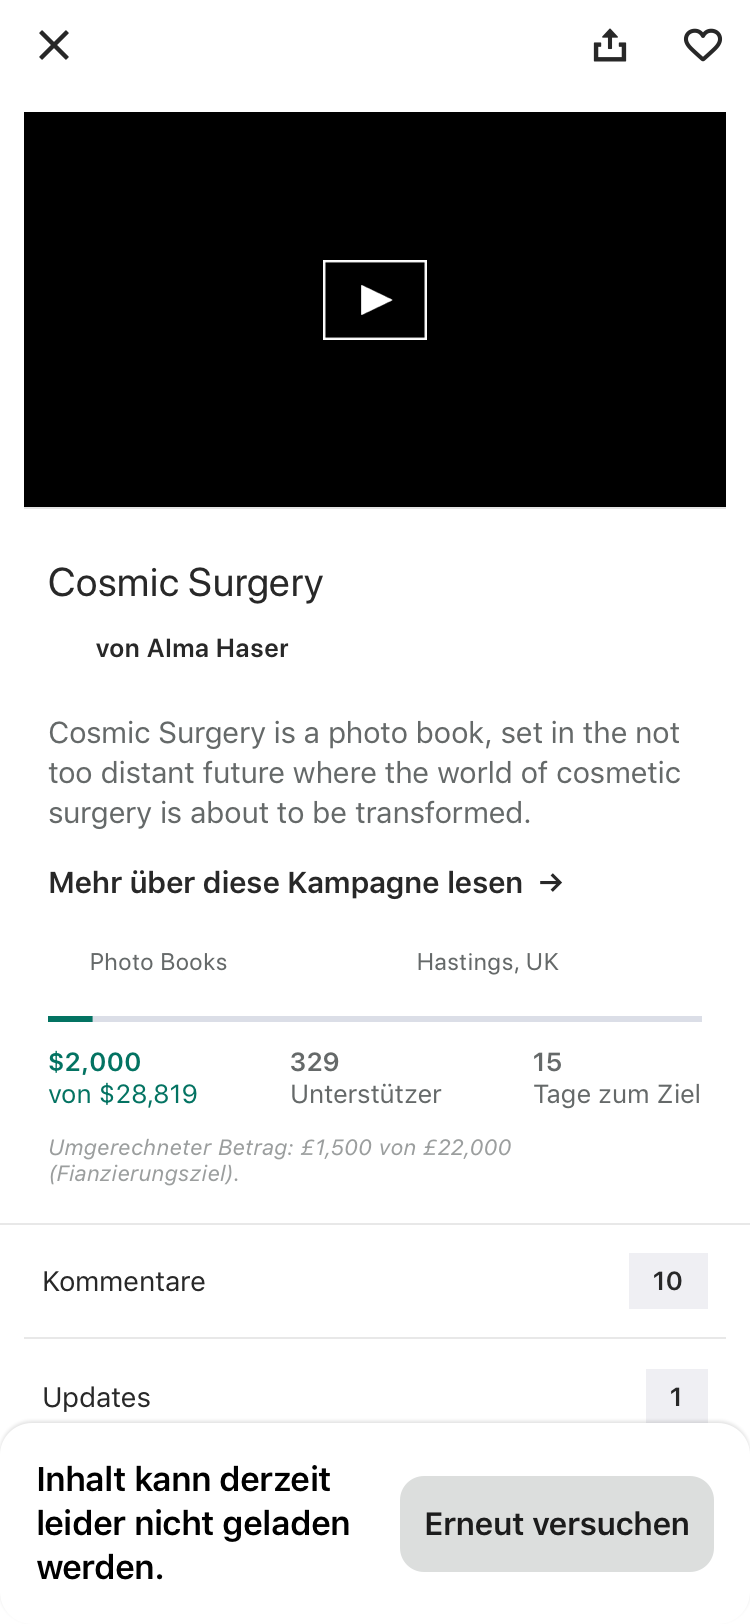 Cosmic Surgery
von Alma Haser
Cosmic Surgery is a photo book, set in the not
too distant future where the world of cosmetic
surgery is about to be transformed.
Mehr über diese Kampagne lesen →
Photo Books
Hastings, UK
$2,000
von $28,819
329
Unterstützer
15
Tage zum Ziel
Umgerechneter Betrag: £1,500 von £22,000
(Fianzierungsziel).
Kommentare
10
Updates
1
Inhalt kann derzeit
leider nicht geladen
werden.
Erneut versuchen